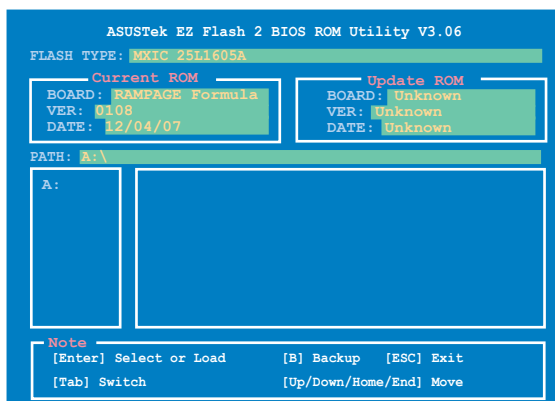 ASUSTek EZ Flash 2 BIOS ROM Utility V3.06
FLASH TYPE: MXIC 25L1605A
Current ROM
BOARD: RAMPAGE Formula
VER: 0108
DATE: 12/04/07
Update ROM
BOARD: Unknown
VER: Unknown
DATE: Unknown
PATH: A:\
A:
Note
[Enter] Select or Load [B] Backup [ESC] Exit
[Tab] Switch [Up/Down/Home/End] Move